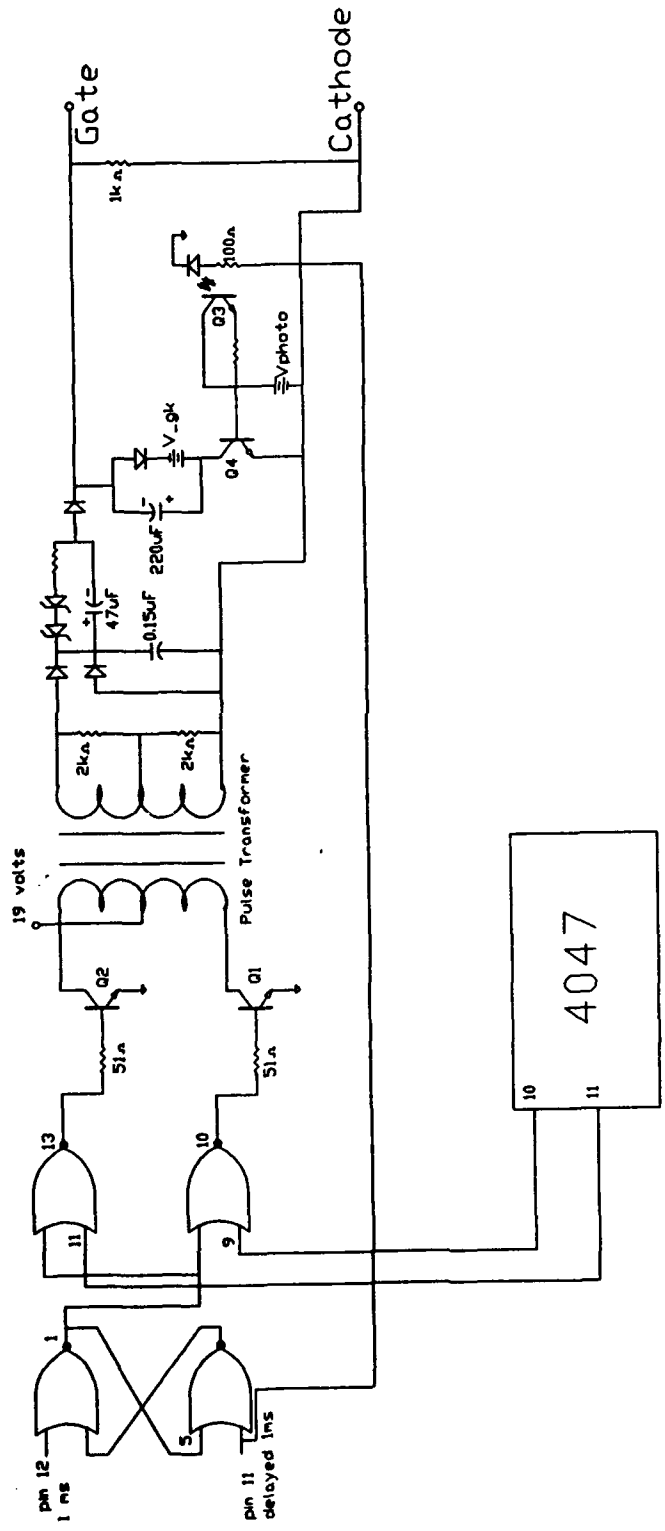 pin 12
1 ms
pin 11
delayed 1ms
1
5
13
11
10
9
51Ω
51Ω
Q2
Q1
19 volts
Pulse Transformer
2kΩ
2kΩ
+
-
47uF
0.15uF
220uF
-
+
V_gk
Q4
Q3
Vphoto
100Ω
1kΩ
Gate
Cathode
10
11
4047